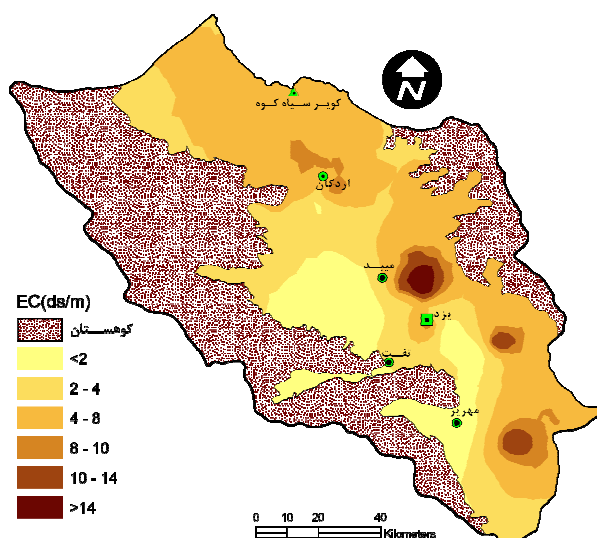 N
کویر سیاه کوه
اردکان
میبد
یزد
تفت
مهریز
EC(ds/m)
کوهستان
<2
2 - 4
4 - 8
8 - 10
10 - 14
>14
0 10 20 40
Kilometers